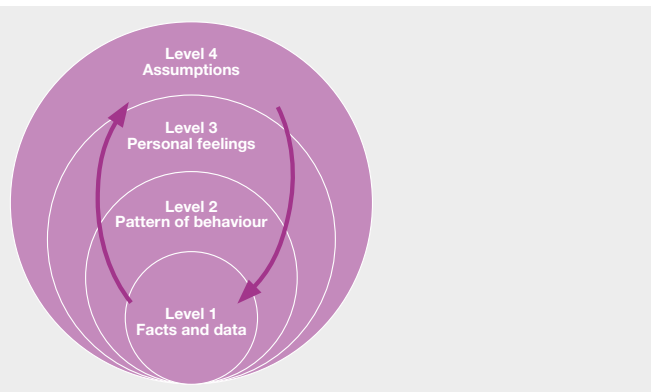 Level 4
Assumptions
Level 3
Personal feelings
Level 2
Pattern of behaviour
Level 1
Facts and data